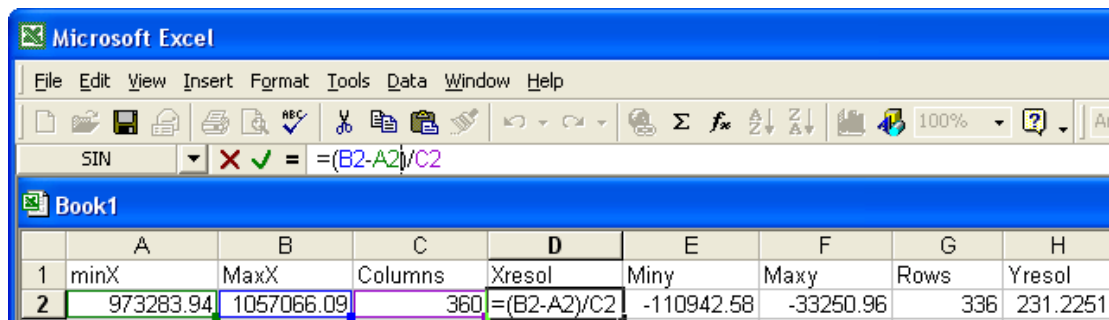 Microsoft Excel
File Edit View Insert Format Tools Data Window Help
ABC Σ fx A Z Z A 100% ?
SIN = =(B2-A2)/C2
Book1
A B C D E F G H
1 minX MaxX Columns Xresol Miny Maxy Rows Yresol
2 973283.94 1057066.09 360 =(B2-A2)/C2 -110942.58 -33250.96 336 231.2251